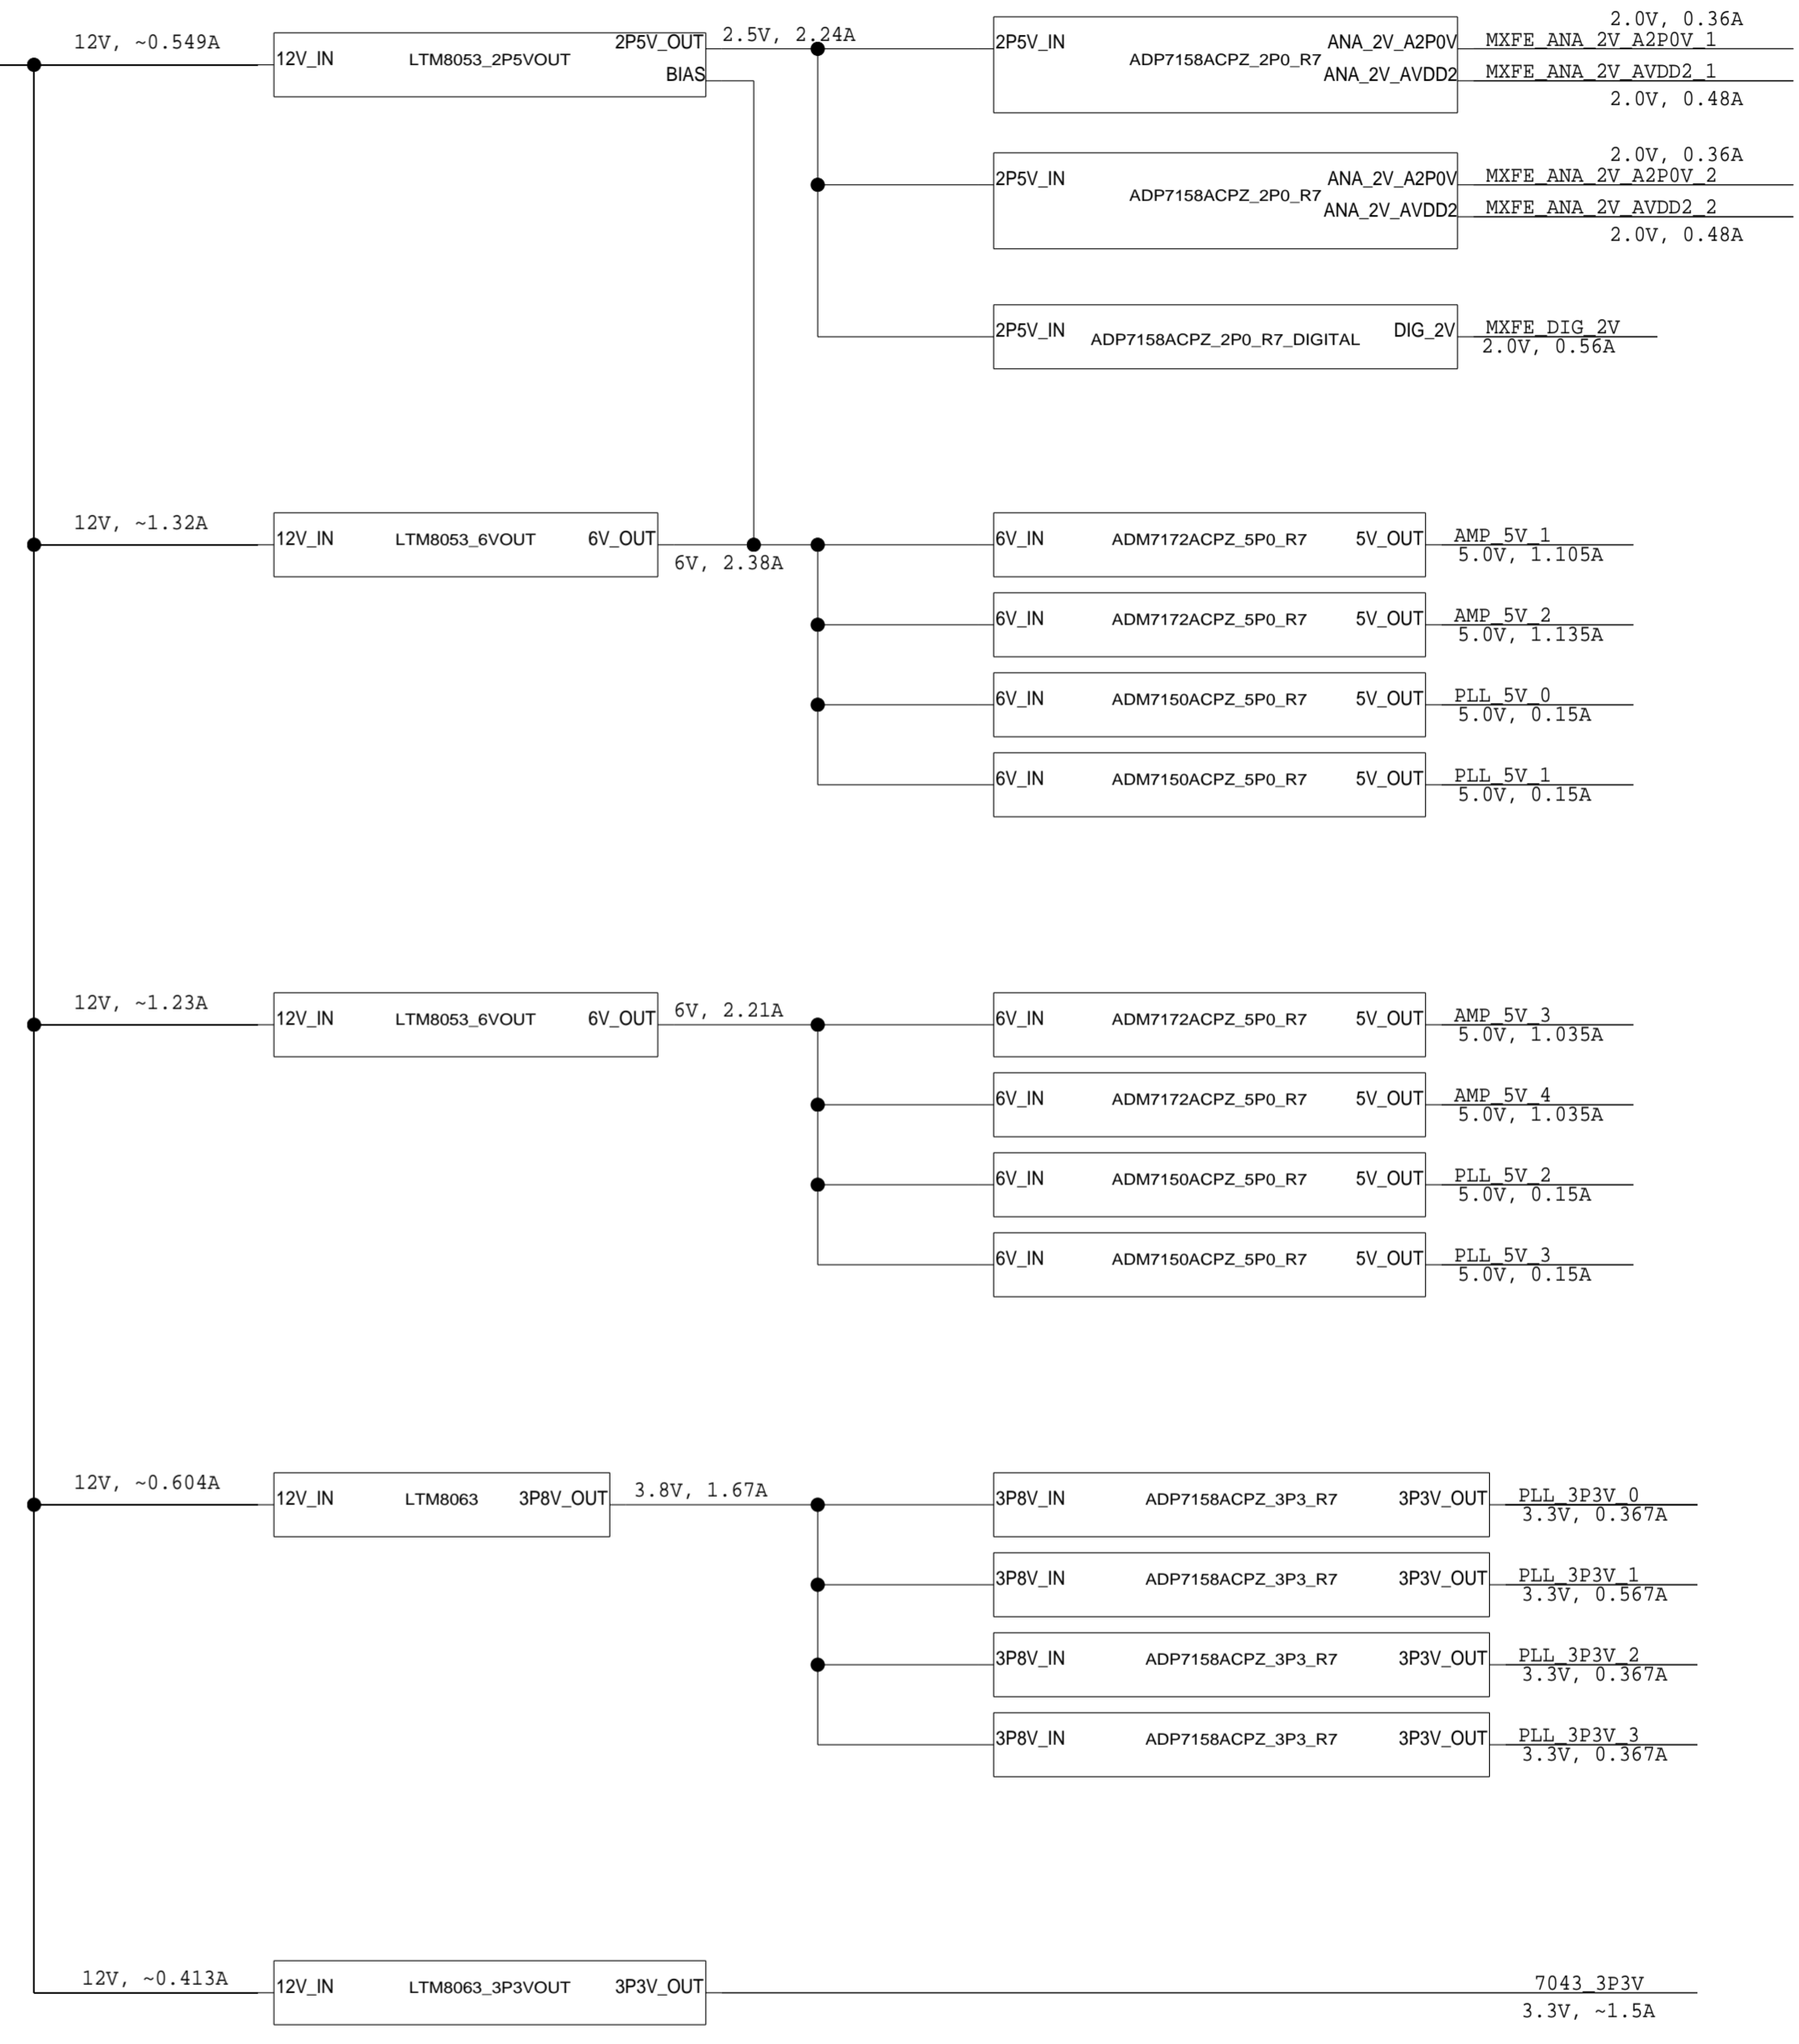 2.0V, 0.36A
12V, ~0.549A
12V_IN
LTM8053_2P5VOUT
2P5V_OUT
BIAS
2.5V, 2.24A
2P5V_IN
ADP7158ACPZ_2P0_R7
ANA_2V_A2P0V
ANA_2V_AVDD2
MXFE_ANA_2V_A2P0V_1
MXFE_ANA_2V_AVDD2_1
2.0V, 0.48A
2.0V, 0.36A
2P5V_IN
ADP7158ACPZ_2P0_R7
ANA_2V_A2P0V
ANA_2V_AVDD2
MXFE_ANA_2V_A2P0V_2
MXFE_ANA_2V_AVDD2_2
2.0V, 0.48A
2P5V_IN
ADP7158ACPZ_2P0_R7_DIGITAL
DIG_2V
MXFE_DIG_2V
2.0V, 0.56A
12V, ~1.32A
12V_IN
LTM8053_6VOUT
6V_OUT
6V, 2.38A
6V_IN
ADM7172ACPZ_5P0_R7
5V_OUT
AMP_5V_1
5.0V, 1.105A
6V_IN
ADM7172ACPZ_5P0_R7
5V_OUT
AMP_5V_2
5.0V, 1.135A
6V_IN
ADM7150ACPZ_5P0_R7
5V_OUT
PLL_5V_0
5.0V, 0.15A
6V_IN
ADM7150ACPZ_5P0_R7
5V_OUT
PLL_5V_1
5.0V, 0.15A
12V, ~1.23A
12V_IN
LTM8053_6VOUT
6V_OUT
6V, 2.21A
6V_IN
ADM7172ACPZ_5P0_R7
5V_OUT
AMP_5V_3
5.0V, 1.035A
6V_IN
ADM7172ACPZ_5P0_R7
5V_OUT
AMP_5V_4
5.0V, 1.035A
6V_IN
ADM7150ACPZ_5P0_R7
5V_OUT
PLL_5V_2
5.0V, 0.15A
6V_IN
ADM7150ACPZ_5P0_R7
5V_OUT
PLL_5V_3
5.0V, 0.15A
12V, ~0.604A
12V_IN
LTM8063
3P8V_OUT
3.8V, 1.67A
3P8V_IN
ADP7158ACPZ_3P3_R7
3P3V_OUT
PLL_3P3V_0
3.3V, 0.367A
3P8V_IN
ADP7158ACPZ_3P3_R7
3P3V_OUT
PLL_3P3V_1
3.3V, 0.567A
3P8V_IN
ADP7158ACPZ_3P3_R7
3P3V_OUT
PLL_3P3V_2
3.3V, 0.367A
3P8V_IN
ADP7158ACPZ_3P3_R7
3P3V_OUT
PLL_3P3V_3
3.3V, 0.367A
12V, ~0.413A
12V_IN
LTM8063_3P3VOUT
3P3V_OUT
7043_3P3V
3.3V, ~1.5A